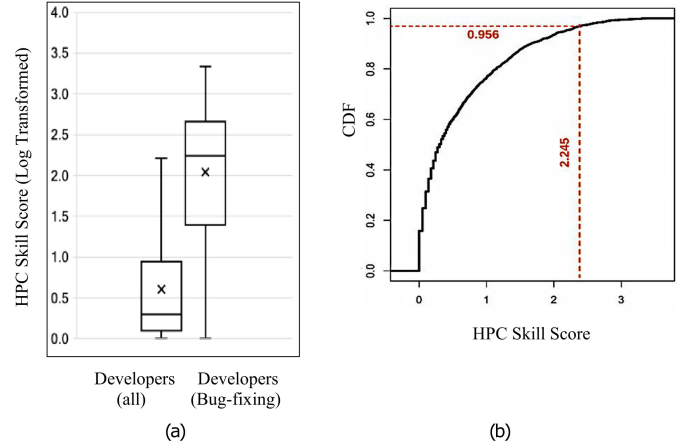 HPC Skill Score (Log Transformed)
4.0
3.5
3.0
2.5
2.0
1.5
1.0
0.5
0.0
Developers
(all)
Developers
(Bug-fixing)
(a)
CDF
1.0
0.8
0.6
0.4
0.2
0.0
0.956
2.245
0
1
2
3
HPC Skill Score
(b)